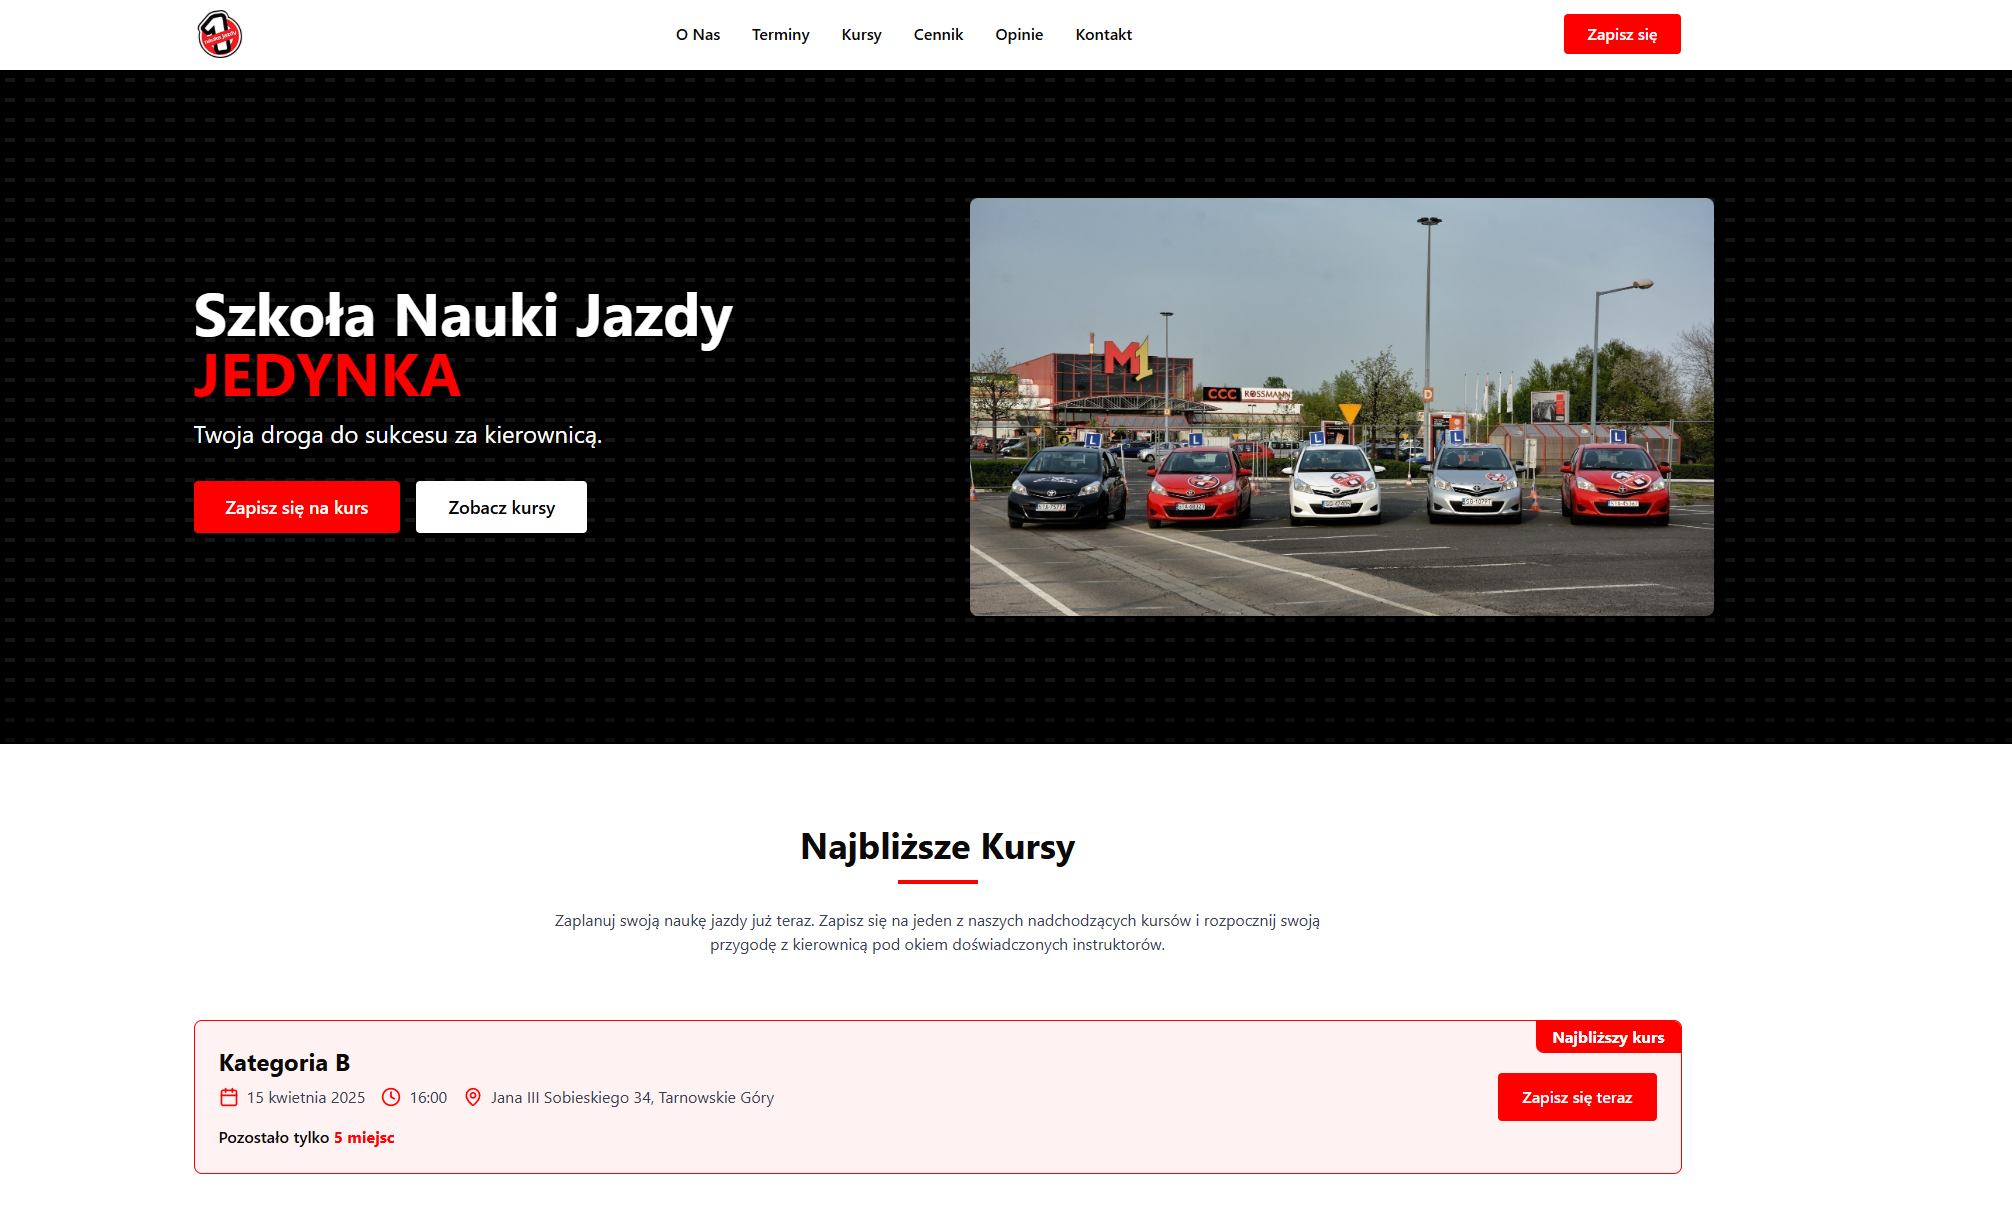 nauka jazdy
O Nas
Terminy
Kursy
Cennik
Opinie
Kontakt
Zapisz się
Szkoła Nauki Jazdy
JEDYNKA
Twoja droga do sukcesu za kierownicą.
Zapisz się na kurs
Zobacz kursy
M1
CCC
ROSSMANN
D
L
L
L
L
L
Najbliższe Kursy
Zaplanuj swoją naukę jazdy już teraz. Zapisz się na jeden z naszych nadchodzących kursów i rozpocznij swoją
przygodę z kierownicą pod okiem doświadczonych instruktorów.
Najbliższy kurs
Kategoria B
15 kwietnia 2025
16:00
Jana III Sobieskiego 34, Tarnowskie Góry
Zapisz się teraz
Pozostało tylko 5 miejsc